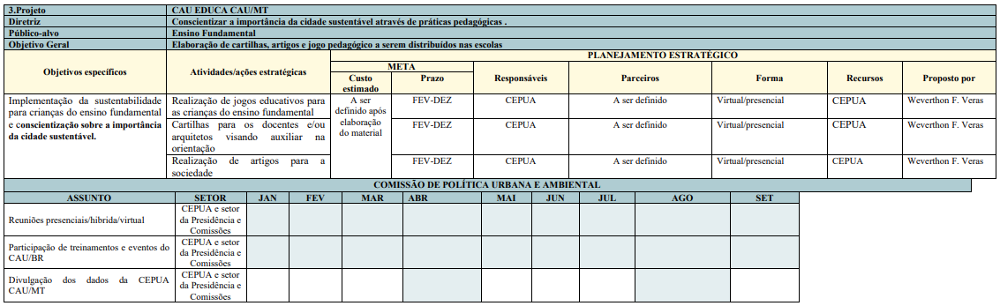 3.Projeto CAU EDUCA CAU/MT
Diretriz Conscientizar a importância da cidade sustentável através de práticas pedagógicas .
Público-alvo Ensino Fundamental
Objetivo Geral Elaboração de cartilhas, artigos e jogo pedagógico a serem distribuídos nas escolas
Objetivos específicos
Atividades/ações estratégicas
PLANEJAMENTO ESTRATÉGICO
META
Custo
estimado
Prazo
Responsáveis
Parceiros
Forma
Recursos
Proposto por
Implementação da sustentabilidade
para crianças do ensino fundamental
e conscientização sobre a importância
da cidade sustentável.
Realização de jogos educativos para
as crianças do ensino fundamental
A ser
definido após
elaboração
do material
FEV-DEZ
CEPUA
A ser definido
Virtual/presencial
CEPUA
Weverthon F. Veras
Cartilhas para os docentes e/ou
arquitetos visando auxiliar na
orientação
FEV-DEZ
CEPUA
A ser definido
Virtual/presencial
CEPUA
Weverthon F. Veras
Realização de artigos para a
sociedade
FEV-DEZ
CEPUA
A ser definido
Virtual/presencial
CEPUA
Weverthon F. Veras
COMISSÃO DE POLÍTICA URBANA E AMBIENTAL
ASSUNTO SETOR JAN FEV MAR ABR MAI JUN JUL AGO SET
Reuniões presenciais/híbrida/virtual
CEPUA e setor
da Presidência e
Comissões
Participação de treinamentos e eventos do
CAU/BR
CEPUA e setor
da Presidência e
Comissões
Divulgação dos dados da CEPUA
CAU/MT
CEPUA e setor
da Presidência e
Comissões